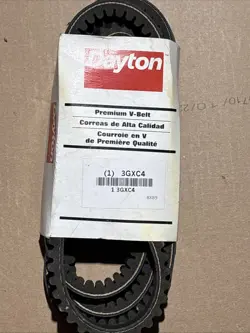 Dayton
Premium V-Belt
Correas de Alta Calidad
Courroie en V
de Première Qualité
(1) 3GXC4
1 3GXC4